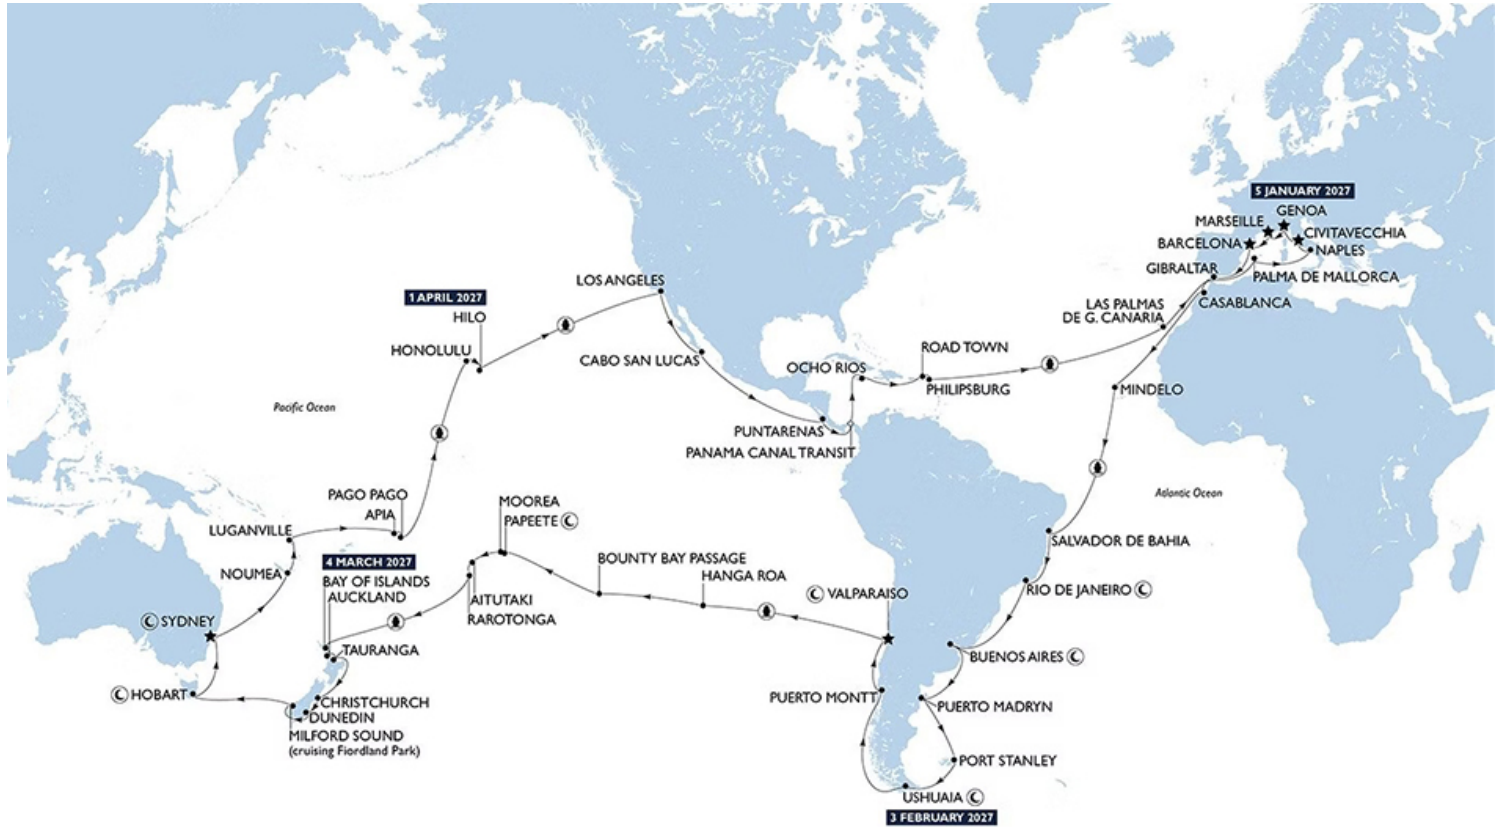 5 JANUARY 2027
GENOA
MARSEILLE
CIVITAVECCHIA
BARCELONA
NAPLES
GIBRALTAR
PALMA DE MALLORCA
LOS ANGELES
1 APRIL 2027
LAS PALMAS
DE G. CANARIA
CASABLANCA
HILO
HONOLULU
CABO SAN LUCAS
ROAD TOWN
OCHO RIOS
PHILIPSBURG
MINDELO
Pacific Ocean
PUNTARENAS
PANAMA CANAL TRANSIT
PAGO PAGO
APIA
MOOREA
PAPEETE
Atlantic Ocean
LUGANVILLE
SALVADOR DE BAHIA
4 MARCH 2027
BAY OF ISLANDS
AUCKLAND
NOUMEA
BOUNTY BAY PASSAGE
HANGA ROA
AITUTAKI
RAROTONGA
VALPARAISO
RIO DE JANEIRO
SYDNEY
TAURANGA
BUENOS AIRES
HOBART
CHRISTCHURCH
DUNEDIN
MILFORD SOUND
(cruising Fiordland Park)
PUERTO MONTT
PUERTO MADRYN
PORT STANLEY
USHUAIA
3 FEBRUARY 2027